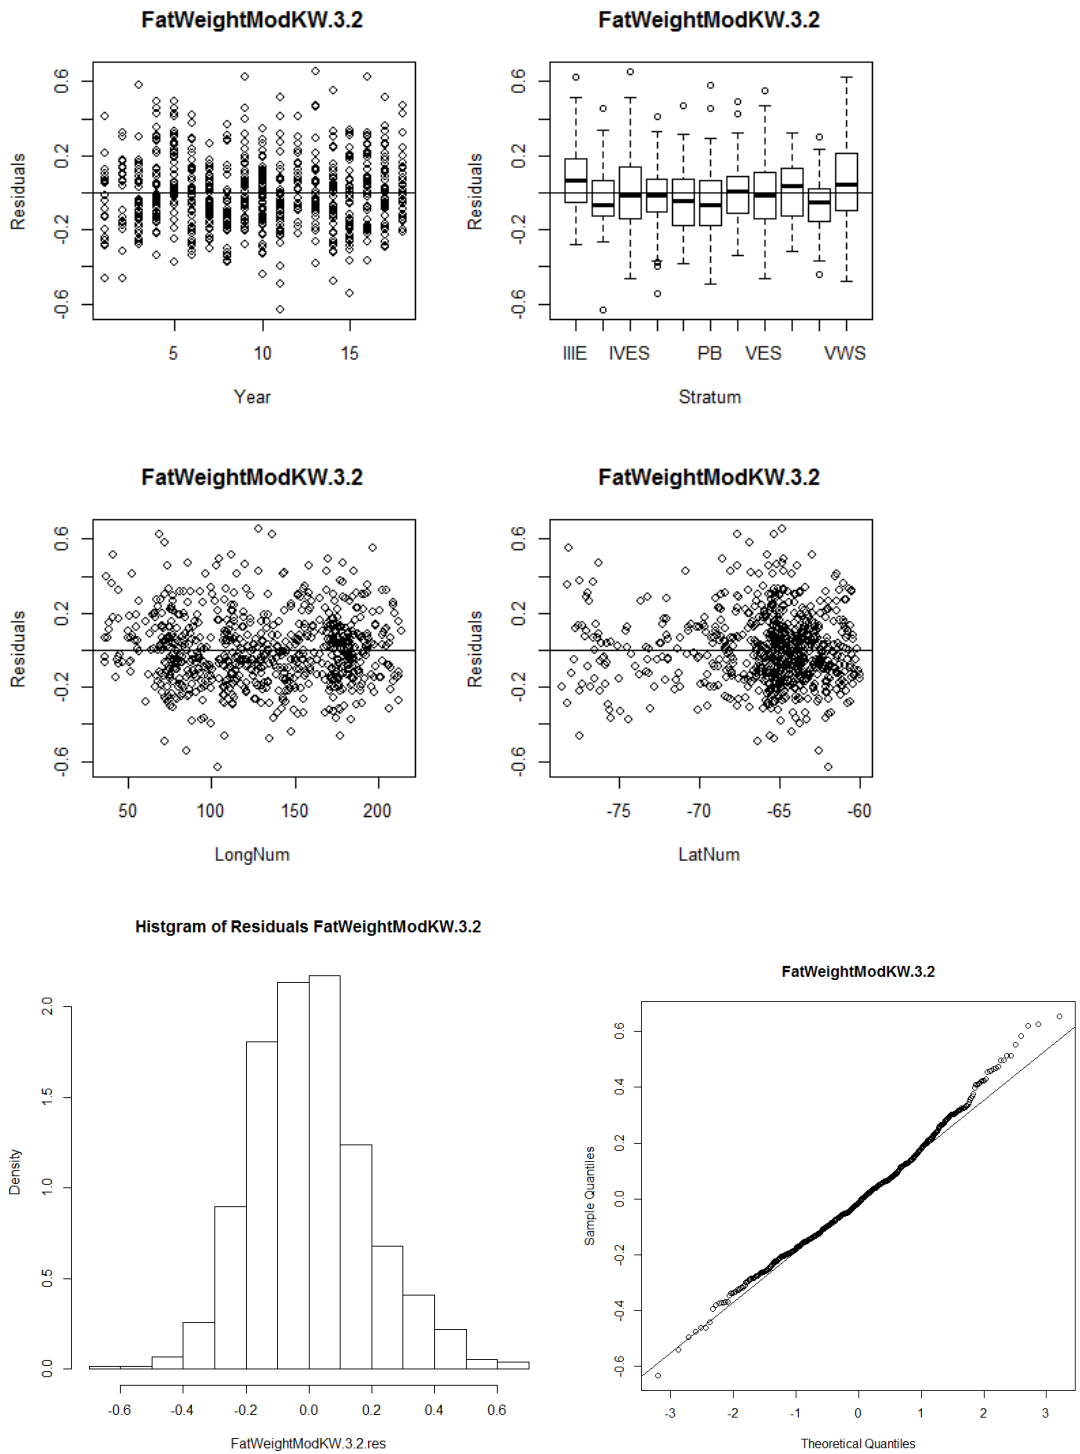 FatWeightModKW.3.2
FatWeightModKW.3.2
Residuals
0.6
0.2
-0.2
-0.6
5
10
15
Year
Residuals
0.6
0.2
-0.2
-0.6
IIIE
IVES
PB
VES
VWS
Stratum
FatWeightModKW.3.2
FatWeightModKW.3.2
Residuals
0.6
0.2
-0.2
-0.6
50
100
150
200
LongNum
Residuals
0.6
0.2
-0.2
-0.6
-75
-70
-65
-60
LatNum
Histgram of Residuals FatWeightModKW.3.2
Density
2.0
1.5
1.0
0.5
0.0
-0.6
-0.4
-0.2
0.0
0.2
0.4
0.6
FatWeightModKW.3.2.res
FatWeightModKW.3.2
Sample Quantiles
0.6
0.4
0.2
0.0
-0.2
-0.4
-0.6
-3
-2
-1
0
1
2
3
Theoretical Quantiles